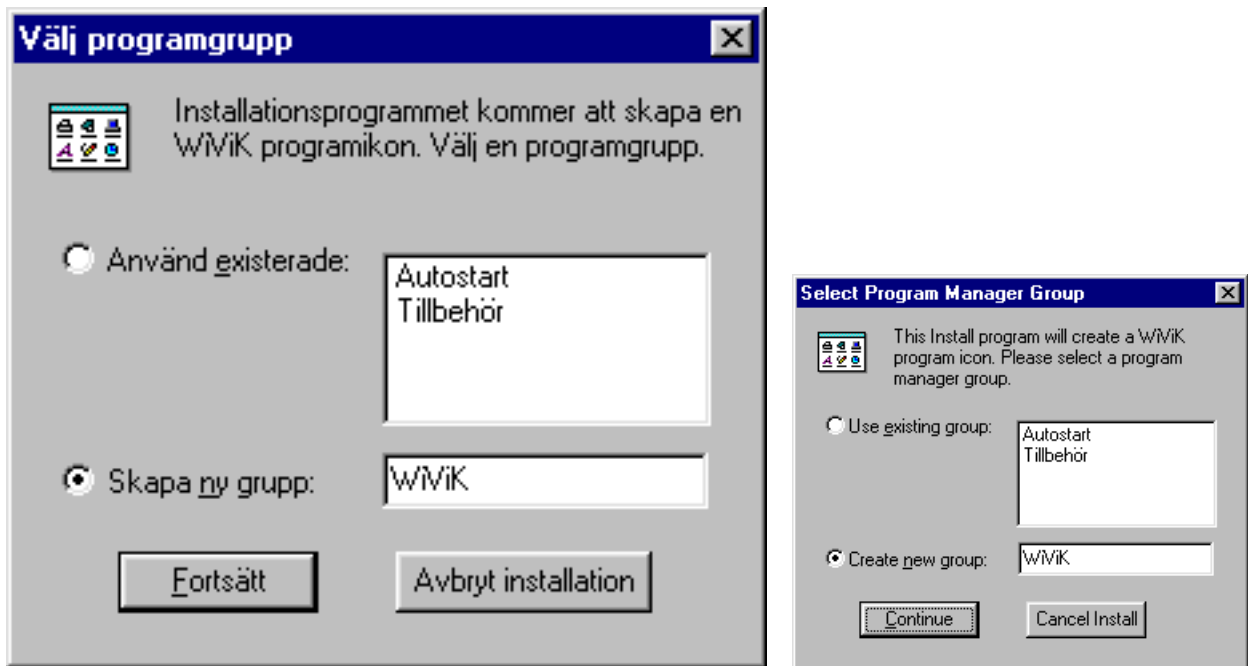 Välj programgrupp
Installationsprogrammet kommer att skapa en
WiViK programikon. Välj en programgrupp.
Använd existerade:
Autostart
Tillbehör
Skapa ny grupp:
WiViK
Fortsätt
Avbryt installation
Select Program Manager Group
This Install program will create a WiViK
program icon. Please select a program
manager group.
Use existing group:
Autostart
Tillbehör
Create new group:
WiViK
Continue
Cancel Install